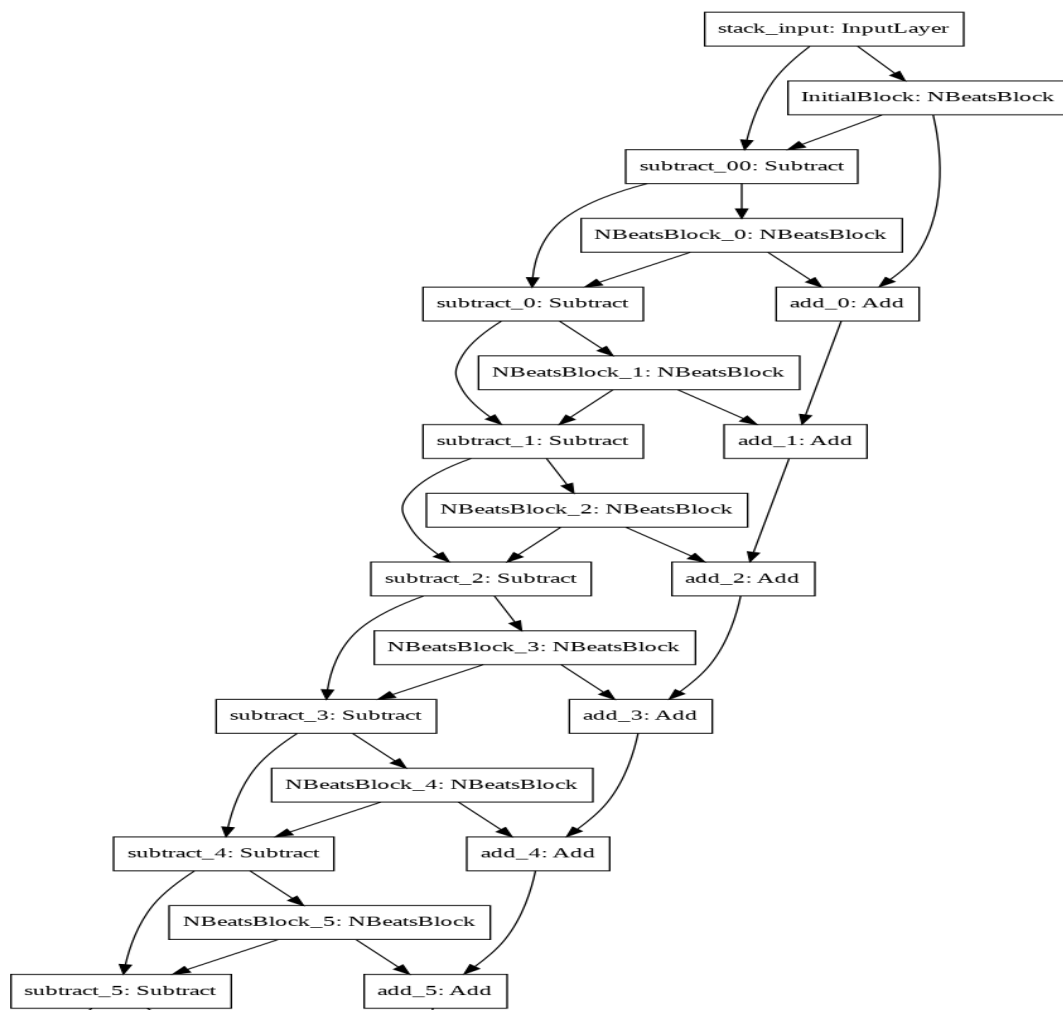 stack_input: InputLayer
InitialBlock: NBeatsBlock
subtract_00: Subtract
NBeatsBlock_0: NBeatsBlock
subtract_0: Subtract
add_0: Add
NBeatsBlock_1: NBeatsBlock
subtract_1: Subtract
add_1: Add
NBeatsBlock_2: NBeatsBlock
subtract_2: Subtract
add_2: Add
NBeatsBlock_3: NBeatsBlock
subtract_3: Subtract
add_3: Add
NBeatsBlock_4: NBeatsBlock
subtract_4: Subtract
add_4: Add
NBeatsBlock_5: NBeatsBlock
subtract_5: Subtract
add_5: Add